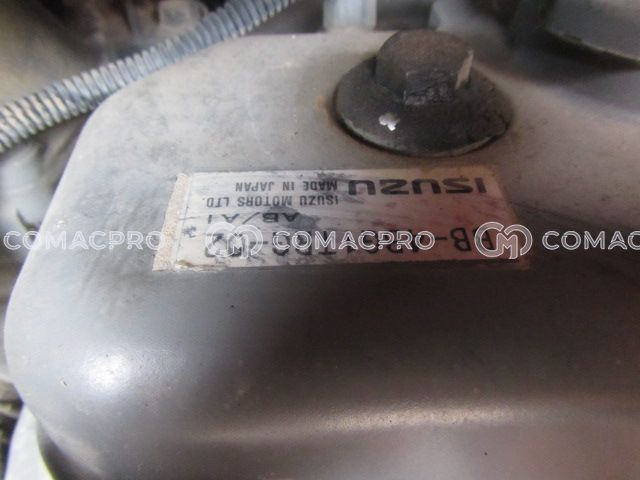 ISUZU
MADE IN JAPAN
ISUZU MOTORS LTD
AB/A1
COMACPRO COMACPRO COMACPRO